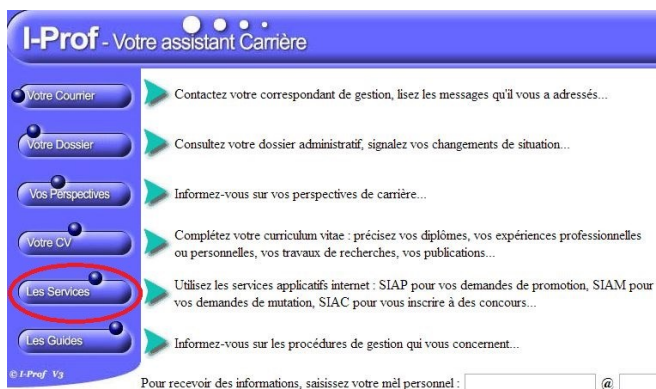 I-Prof - Votre assistant Carrière
Votre Courrier
Contactez votre correspondant de gestion, lisez les messages qu'il vous a adressés...
Votre Dossier
Consultez votre dossier administratif, signalez vos changements de situation...
Vos Perspectives
Informez-vous sur vos perspectives de carrière...
Votre CV
Complétez votre curriculum vitae : précisez vos diplômes, vos expériences professionnelles
ou personnelles, vos travaux de recherches, vos publications...
Les Services
Utilisez les services applicatifs internet : SIAP pour vos demandes de promotion, SIAM pour
vos demandes de mutation, SIAC pour vous inscrire à des concours...
Les Guides
Informez-vous sur les procédures de gestion qui vous concernent...
© I-Prof V3
Pour recevoir des informations, saisissez votre mèl personnel : @